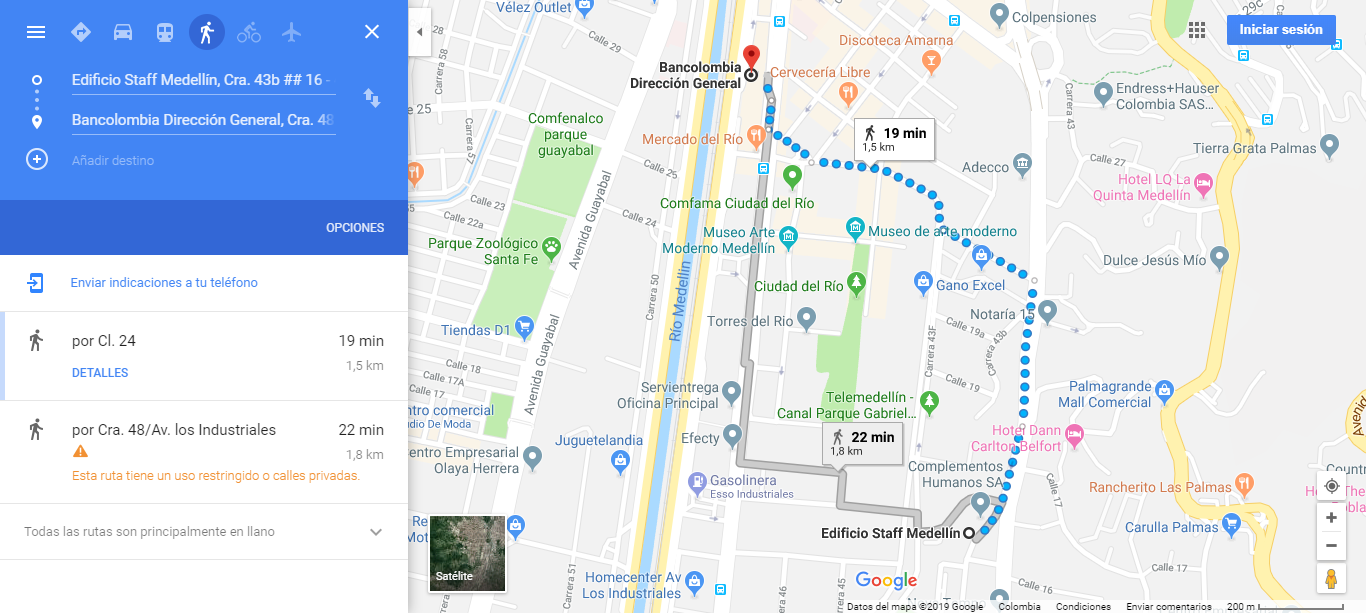 Edificio Staff Medellín, Cra. 43b ## 16 -
Bancolombia Dirección General, Cra. 48
Añadir destino
OPCIONES
Enviar indicaciones a tu teléfono
por Cl. 24
19 min
DETALLES
1,5 km
por Cra. 48/Av. los Industriales
22 min
1,8 km
Esta ruta tiene un uso restringido o calles privadas.
Todas las rutas son principalmente en llano
Vélez Outlet
Colpensiones
Iniciar sesión
Calle 29
Discoteca Amarna
Bancolombia
Dirección General
Cervecería Libre
Endress+Hauser
Colombia SAS...
Carrera 43
Comfenalco
parque
guayabal
Mercado del Río
19 min
1,5 km
Tierra Grata Palmas
Calle 27
Adecco
Hotel LQ La
Quinta Medellín
Avenida Guayabal
Calle 24
Comfama Ciudad del Río
Museo Arte
Moderno Medellín
Museo de arte moderno
Parque Zoológico
Santa Fe
Dulce Jesús Mío
Río Medellín
Carrera 50
Ciudad del Río
Gano Excel
Torres del Rio
Notaría 15
Tiendas D1
Calle 19a
Carrera 43b
Carrera 43F
Avenida Guayabal
Calle 18
Calle 17A
Calle 19
Servientrega
Oficina Principal
Telemedellín -
Canal Parque Gabriel...
Palmagrande
Mall Comercial
ntro comercial
udio De Moda
Juguetelandia
Efecty
22 min
1,8 km
Hotel Dann
Carlton Belfort
entro Empresarial
Olaya Herrera
Gasolinera
Esso Industriales
Complementos
Humanos SA
Calle 17
Rancherito Las Palmas
Carulla Palmas
Edificio Staff Medellín
Satélite
Homecenter Av
Los Industriales
Carrera 51
Carrera 45
Calle 16
Google
Datos del mapa ©2019 Google
Colombia
Condiciones
Enviar comentarios
200 m